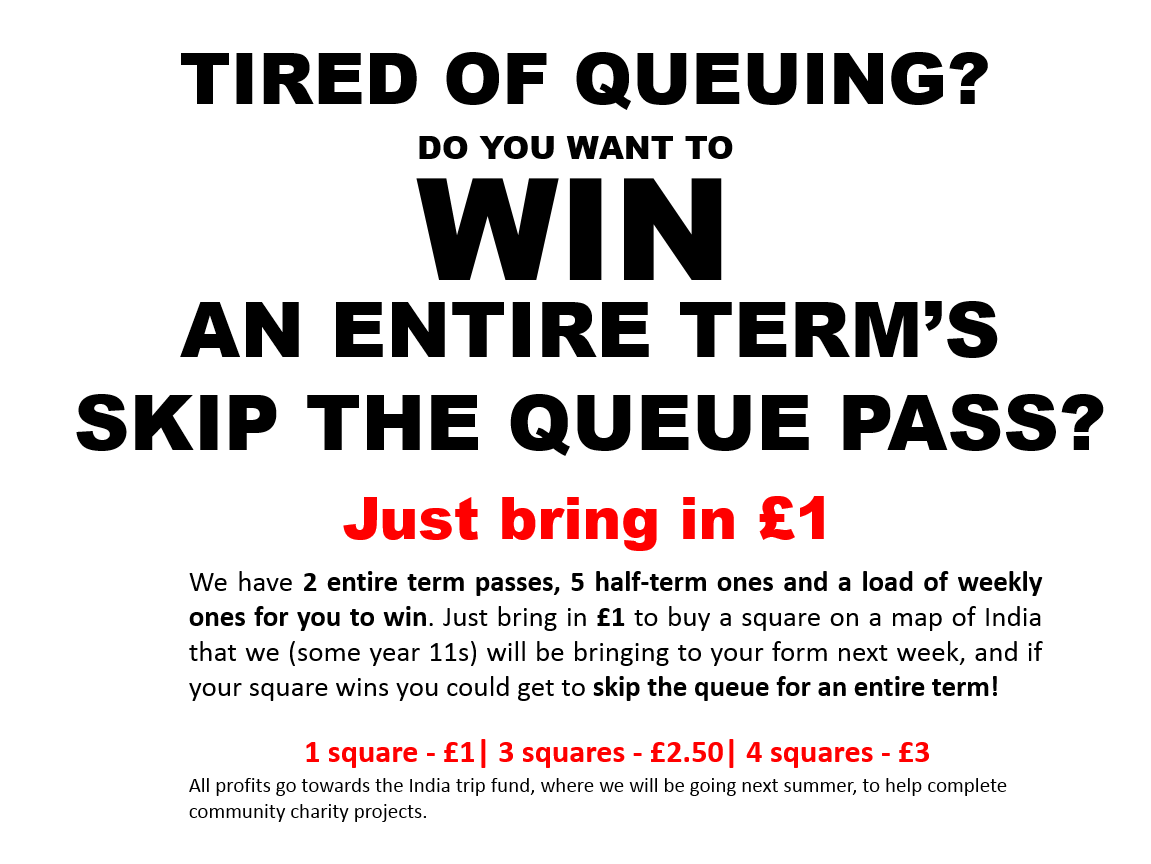 TIRED OF QUEUING?
DO YOU WANT TO
WIN
AN ENTIRE TERM’S
SKIP THE QUEUE PASS?
Just bring in £1
We have 2 entire term passes, 5 half-term ones and a load of weekly
ones for you to win. Just bring in £1 to buy a square on a map of India
that we (some year 11s) will be bringing to your form next week, and if
your square wins you could get to skip the queue for an entire term!
1 square - £1| 3 squares - £2.50| 4 squares - £3
All profits go towards the India trip fund, where we will be going next summer, to help complete
community charity projects.